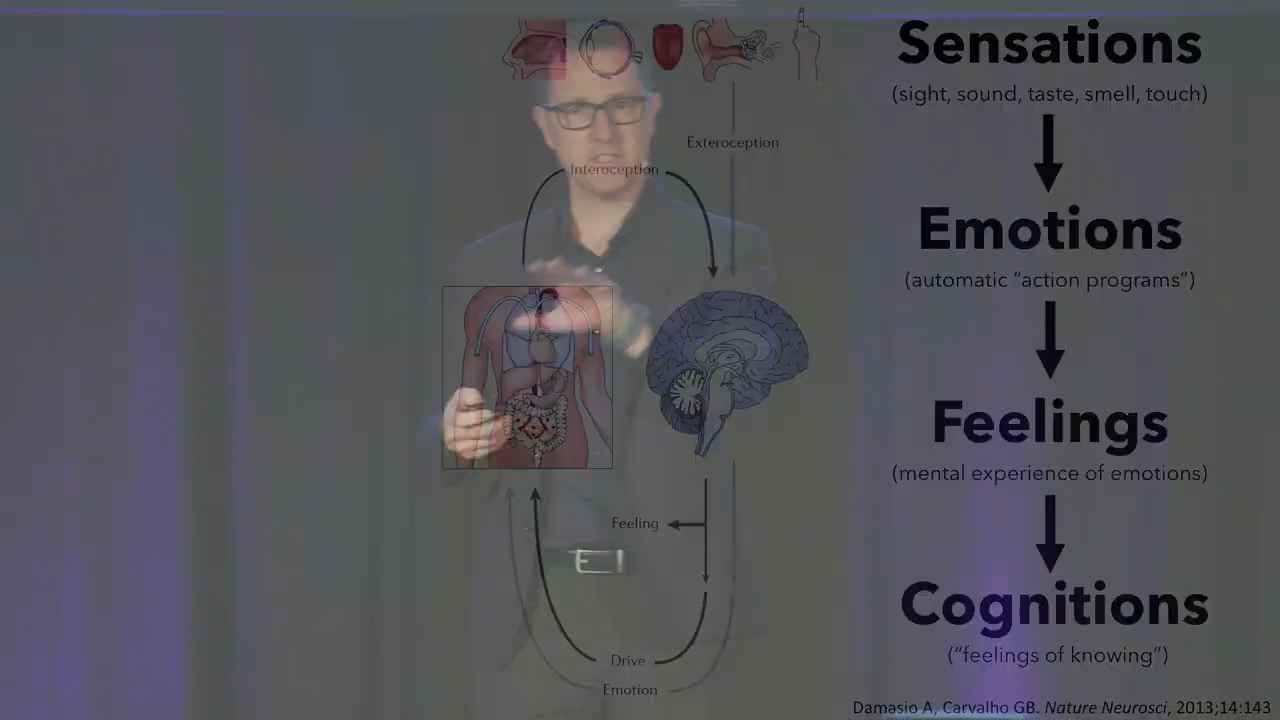 Sensations
(sight, sound, taste, smell, touch)
Exteroception
Interoception
Emotions
(automatic “action programs”)
Feelings
(mental experience of emotions)
Feeling
Cognitions
(“feelings of knowing”)
Drive
Emotion
Damasio A, Carvalho GB. Nature Neurosci, 2013;14:143